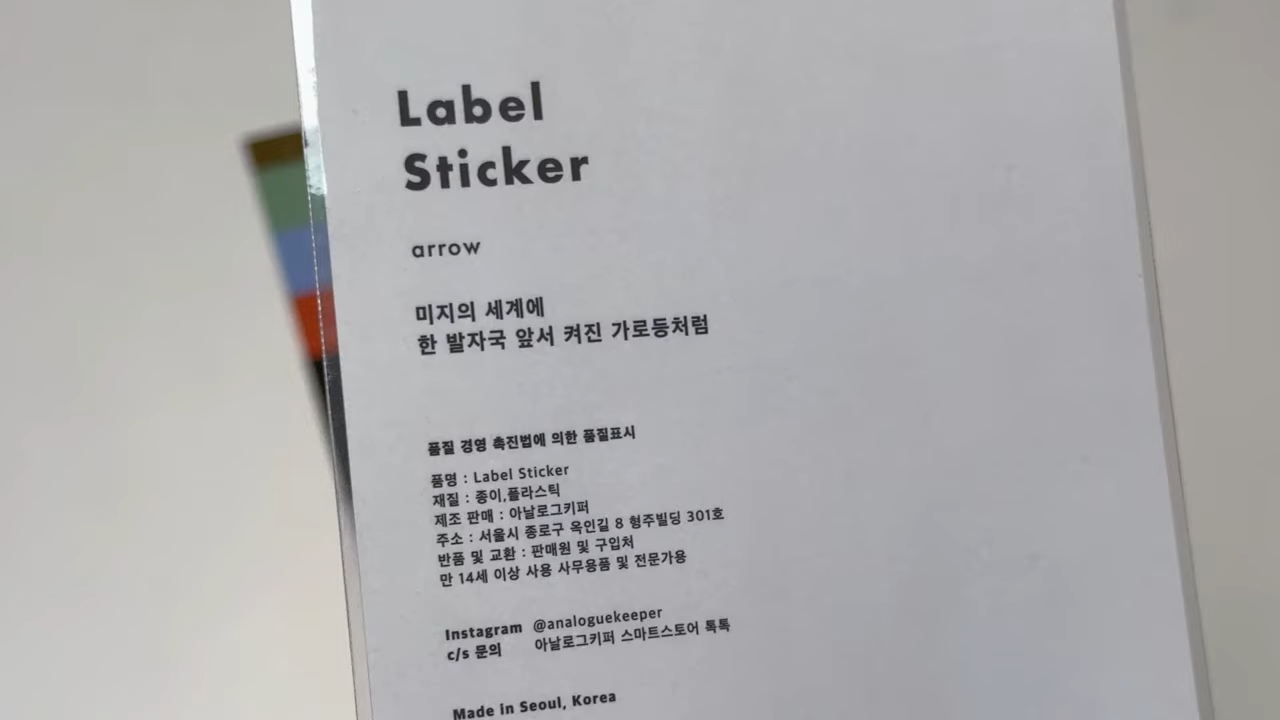 Label
Sticker
arrow
미지의 세계에
한 발자국 앞서 켜진 가로등처럼
품질 경영 촉진법에 의한 품질표시
품명 : Label Sticker
재질 : 종이,플라스틱
제조 판매 : 아날로그키퍼
주소 : 서울시 종로구 옥인길 8 형주빌딩 301호
반품 및 교환 : 판매원 및 구입처
만 14세 이상 사용 사무용품 및 전문가용
Instagram @analoguekeeper
c/s 문의 아날로그키퍼 스마트스토어 톡톡
Made in Seoul, Korea